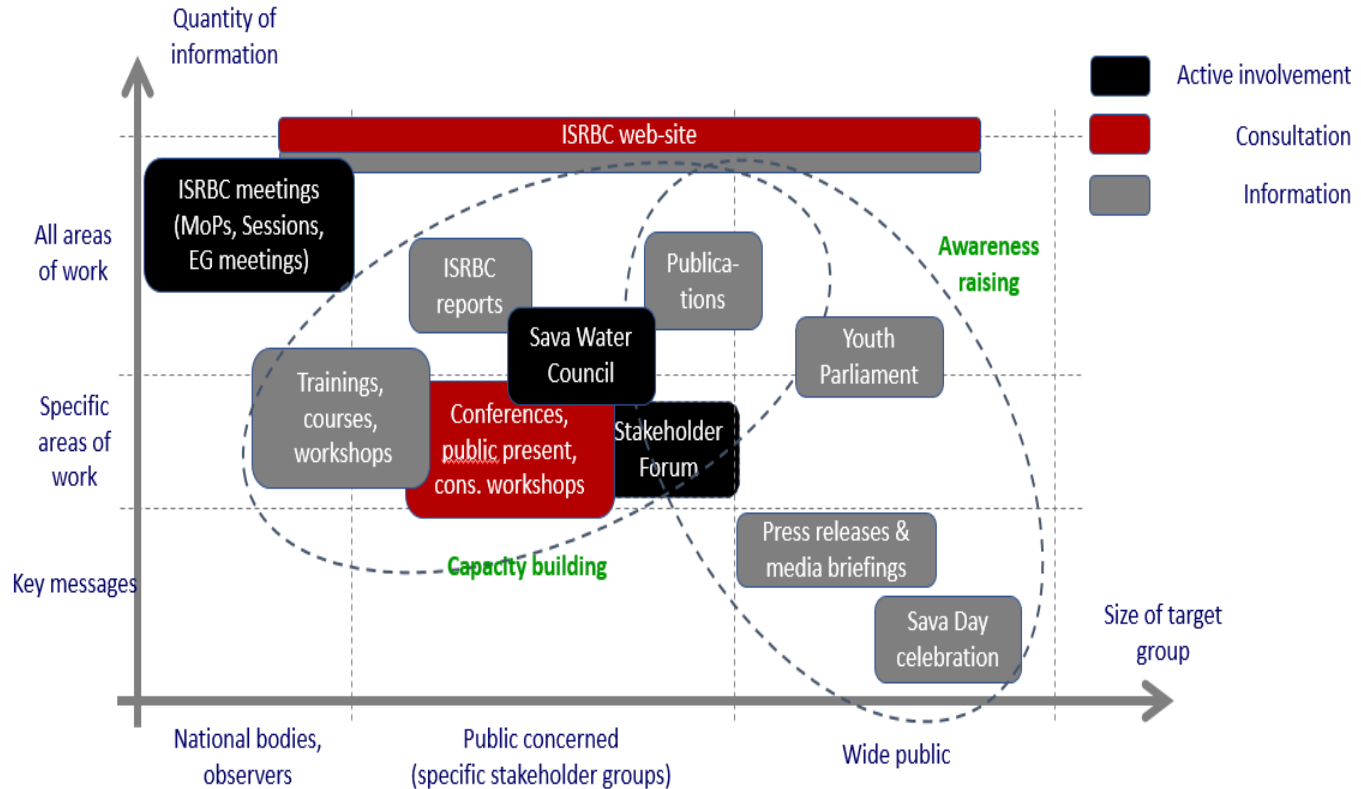 Quantity of
information
Active involvement
Consultation
Information
ISRBC web-site
ISRBC meetings
(MoPs, Sessions,
EG meetings)
All areas
of work
ISRBC
reports
Publica-
tions
Awareness
raising
Sava Water
Council
Youth
Parliament
Trainings,
courses,
workshops
Specific
areas of
work
Conferences,
public present,
cons. workshops
Stakeholder
Forum
Press releases &
media briefings
Capacity building
Key messages
Sava Day
celebration
Size of target
group
National bodies,
observers
Public concerned
(specific stakeholder groups)
Wide public